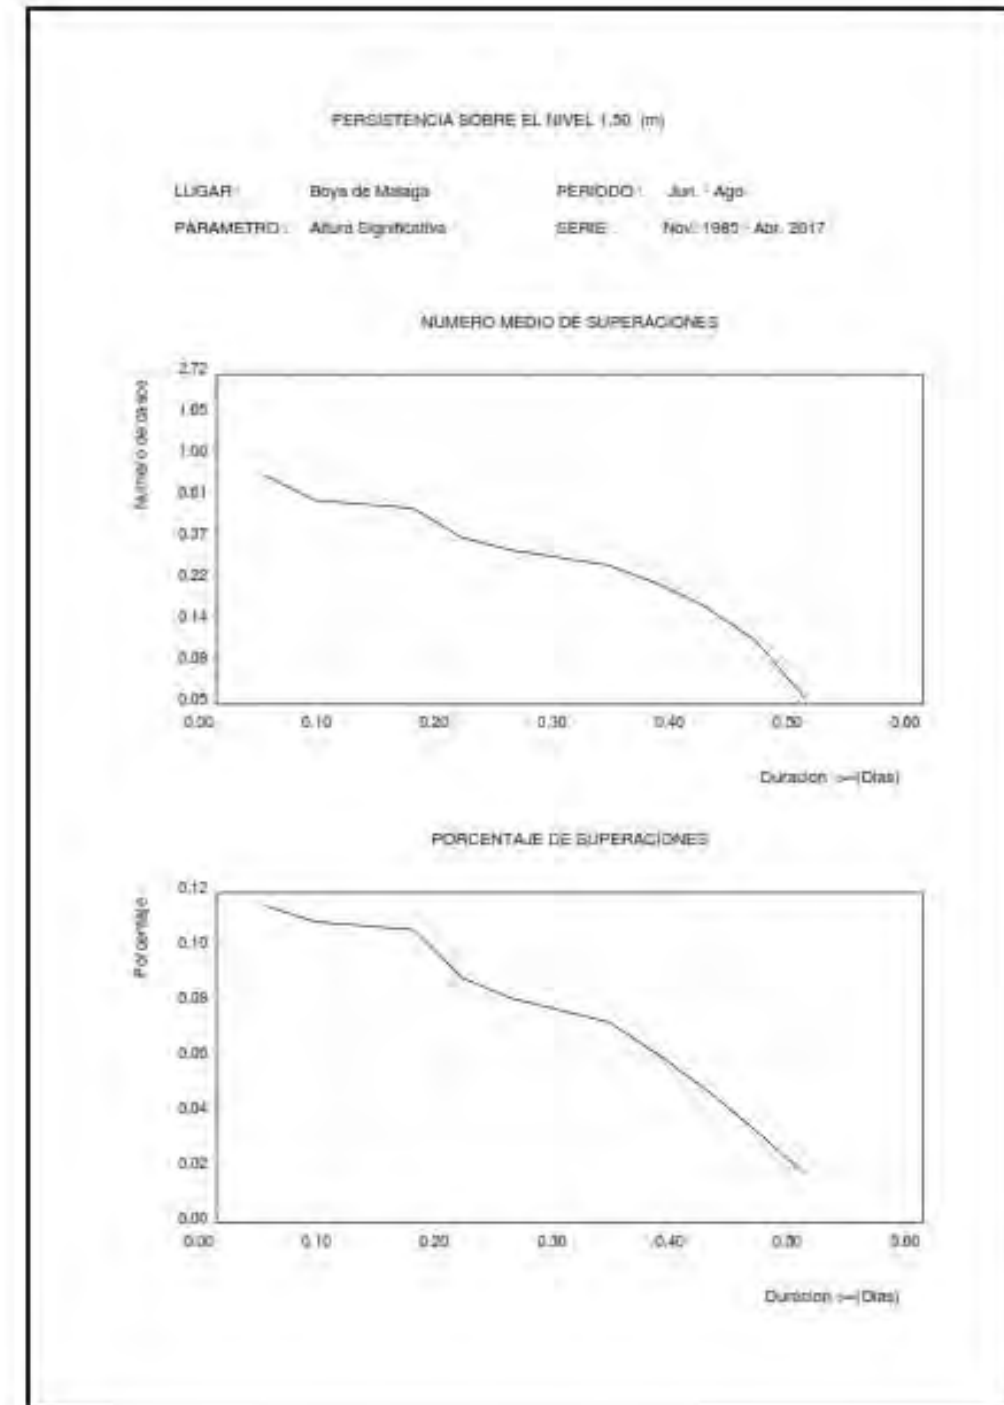 PERSISTENCIA SOBRE EL NIVEL 1.50 (m)
LUGAR : Boya de Malaga PERIODO : Jun. - Ago.
PARAMETRO : Altura Significativa SERIE : Nov. 1985 - Abr. 2017
NUMERO MEDIO DE SUPERACIONES
Numero de casos
2.72
1.65
1.00
0.61
0.37
0.22
0.14
0.08
0.05
0.00 0.10 0.20 0.30 0.40 0.50 0.60
Duracion >=(Dias)
PORCENTAJE DE SUPERACIONES
Porcentaje
0.12
0.10
0.08
0.06
0.04
0.02
0.00
0.00 0.10 0.20 0.30 0.40 0.50 0.60
Duracion >=(Dias)